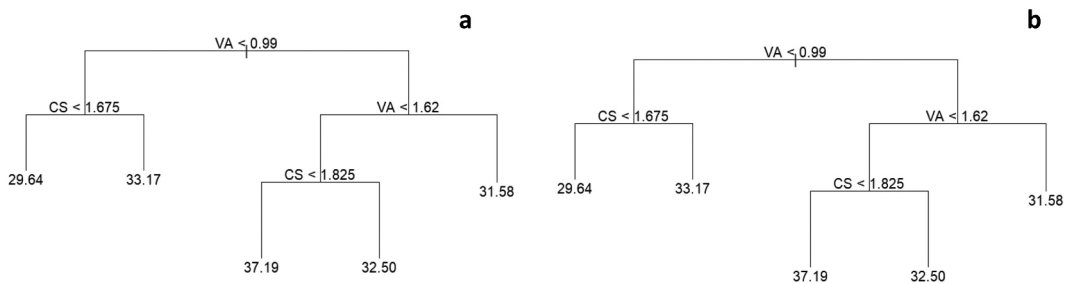 a
VA < 0.99
CS < 1.675
VA < 1.62
29.64
33.17
CS < 1.825
31.58
37.19
32.50
b
VA < 0.99
CS < 1.675
VA < 1.62
29.64
33.17
CS < 1.825
31.58
37.19
32.50